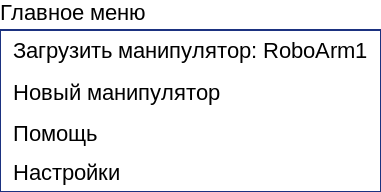 Главное меню
Загрузить манипулятор: RoboArm1
Новый манипулятор
Помощь
Настройки